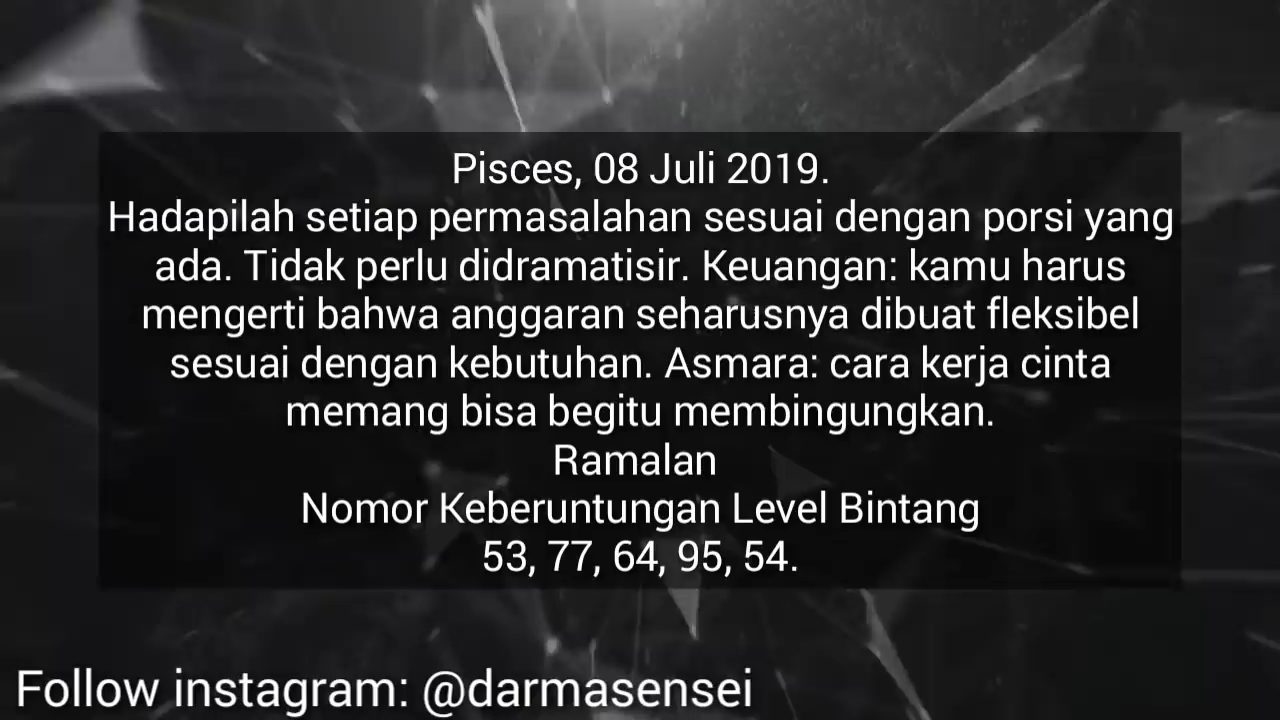 Pisces, 08 Juli 2019.
Hadapilah setiap permasalahan sesuai dengan porsi yang
ada. Tidak perlu didramatisir. Keuangan: kamu harus
mengerti bahwa anggaran seharusnya dibuat fleksibel
sesuai dengan kebutuhan. Asmara: cara kerja cinta
memang bisa begitu membingungkan.
Ramalan
Nomor Keberuntungan Level Bintang
53, 77, 64, 95, 54.
Follow instagram: @darmasensei